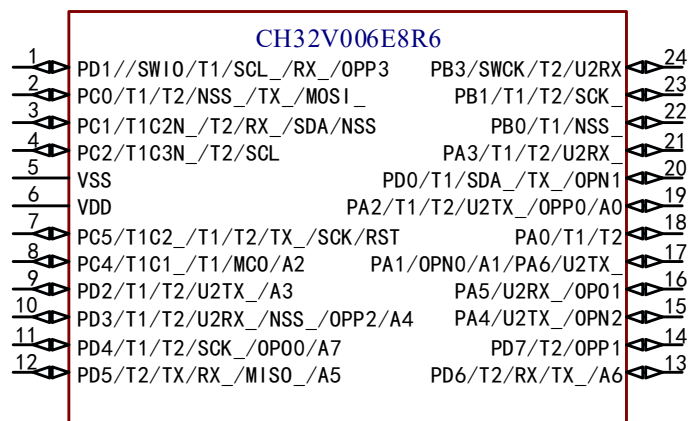 CH32V006E8R6
1 PD1//SWIO/T1/SCL_/RX_/OPP3 PB3/SWCK/T2/U2RX 24
2 PC0/T1/T2/NSS_/TX_/MOSI_ PB1/T1/T2/SCK_ 23
3 PC1/T1C2N_/T2/RX_/SDA/NSS PB0/T1/NSS_ 22
4 PC2/T1C3N_/T2/SCL PA3/T1/T2/U2RX_ 21
5 VSS PD0/T1/SDA_/TX_/OPN1 20
6 VDD PA2/T1/T2/U2TX_/OPP0/A0 19
7 PC5/T1C2_/T1/T2/TX_/SCK/RST PA0/T1/T2 18
8 PC4/T1C1_/T1/MCO/A2 PA1/OPN0/A1/PA6/U2TX_ 17
9 PD2/T1/T2/U2TX_/A3 PA5/U2RX_/OPO1 16
10 PD3/T1/T2/U2RX_/NSS_/OPP2/A4 PA4/U2TX_/OPN2 15
11 PD4/T1/T2/SCK_/OPO0/A7 PD7/T2/OPP1 14
12 PD5/T2/TX/RX_/MISO_/A5 PD6/T2/RX/TX_/A6 13